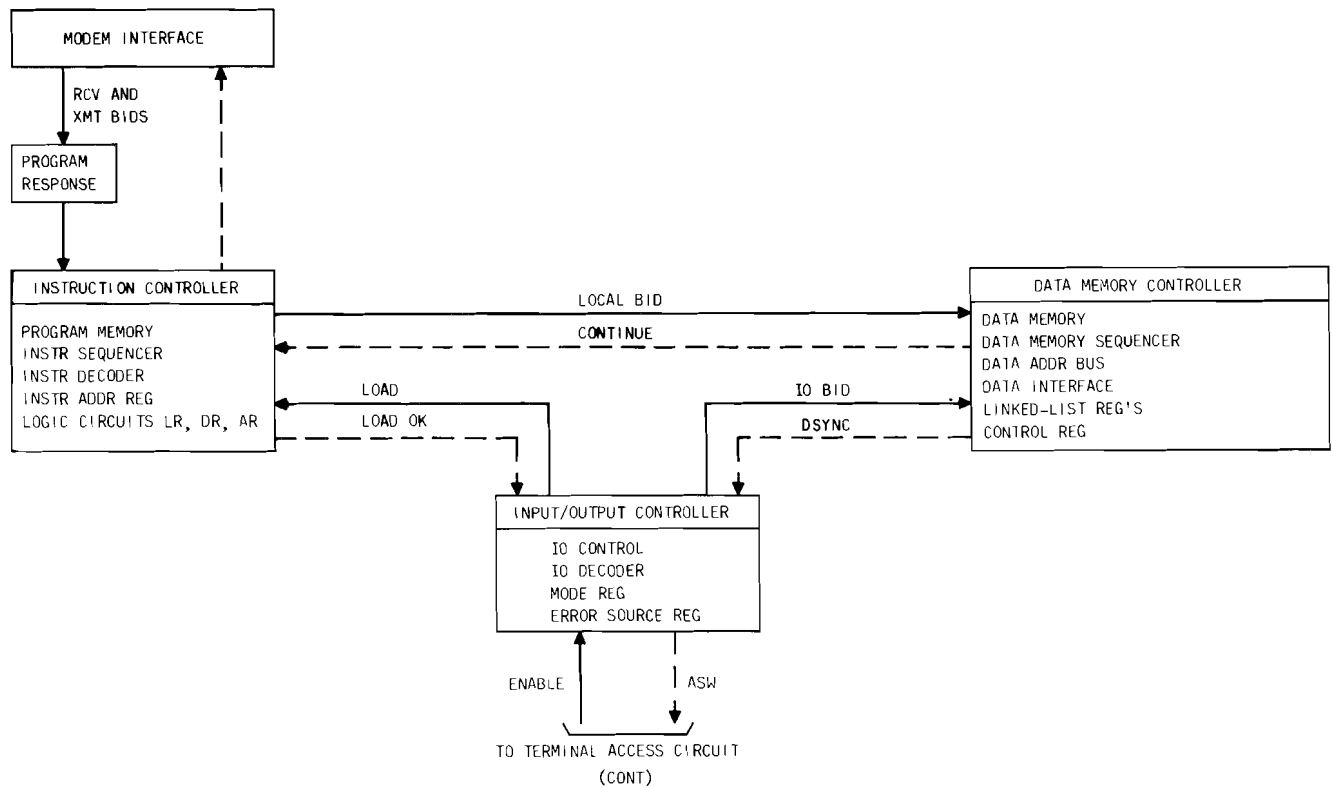 MODEM INTERFACE
RCV AND
XMT BIDS
PROGRAM
RESPONSE
INSTRUCTION CONTROLLER
PROGRAM MEMORY
INSTR SEQUENCER
INSTR DECODER
INSTR ADDR REG
LOGIC CIRCUITS LR, DR, AR
LOCAL BID
CONTINUE
LOAD
LOAD OK
IO BID
DSYNC
DATA MEMORY CONTROLLER
DATA MEMORY
DATA MEMORY SEQUENCER
DATA ADDR BUS
DATA INTERFACE
LINKED-LIST REG'S
CONTROL REG
INPUT/OUTPUT CONTROLLER
IO CONTROL
IO DECODER
MODE REG
ERROR SOURCE REG
ENABLE
ASW
TO TERMINAL ACCESS CIRCUIT
(CONT)